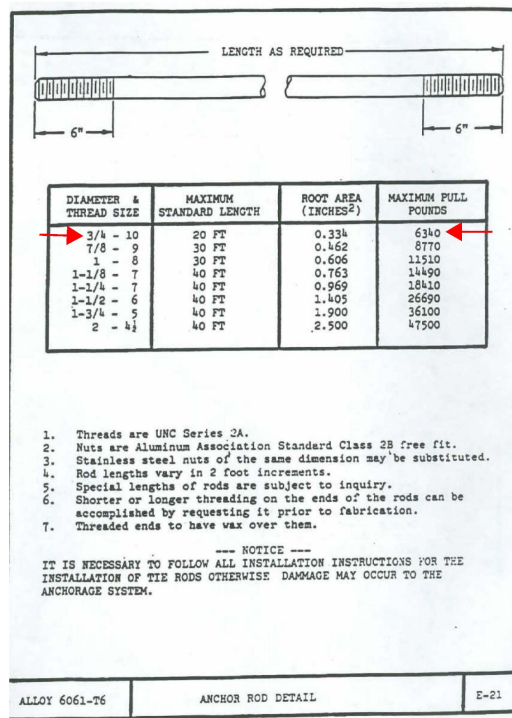 LENGTH AS REQUIRED
6" 6"
DIAMETER & THREAD SIZE MAXIMUM STANDARD LENGTH ROOT AREA (INCHES²) MAXIMUM PULL POUNDS
3/4 - 10 20 FT 0.334 6340
7/8 - 9 30 FT 0.462 8770
1 - 8 30 FT 0.606 11510
1-1/8 - 7 40 FT 0.763 14490
1-1/4 - 7 40 FT 0.969 18410
1-1/2 - 6 40 FT 1.405 26690
1-3/4 - 5 40 FT 1.900 36100
2 - 4½ 40 FT 2.500 47500
1. Threads are UNC Series 2A.
2. Nuts are Aluminum Association Standard Class 2B free fit.
3. Stainless steel nuts of the same dimension may be substituted.
4. Rod lengths vary in 2 foot increments.
5. Special lengths of rods are subject to inquiry.
6. Shorter or longer threading on the ends of the rods can be
accomplished by requesting it prior to fabrication.
7. Threaded ends to have wax over them.
--- NOTICE ---
IT IS NECESSARY TO FOLLOW ALL INSTALLATION INSTRUCTIONS FOR THE
INSTALLATION OF TIE RODS OTHERWISE DAMMAGE MAY OCCUR TO THE
ANCHORAGE SYSTEM.
ALLOY 6061-T6 ANCHOR ROD DETAIL E-21